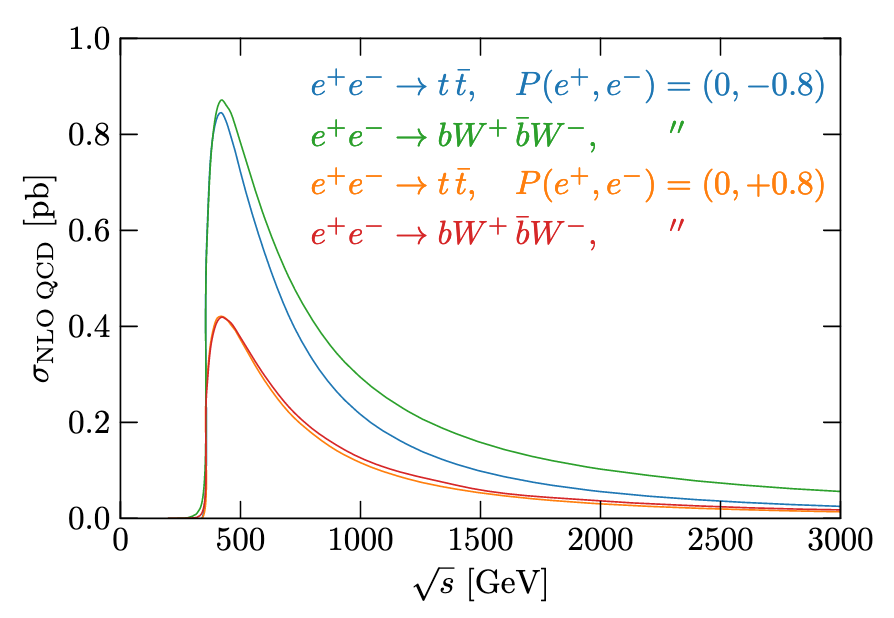 1.0
0.8
0.6
0.4
0.2
0.0
σNLO QCD [pb]
e⁺e⁻ → t t̄, P(e⁺, e⁻) = (0, −0.8)
e⁺e⁻ → bW⁺ b̄W⁻, ″
e⁺e⁻ → t t̄, P(e⁺, e⁻) = (0, +0.8)
e⁺e⁻ → bW⁺ b̄W⁻, ″
0 500 1000 1500 2000 2500 3000
√s [GeV]